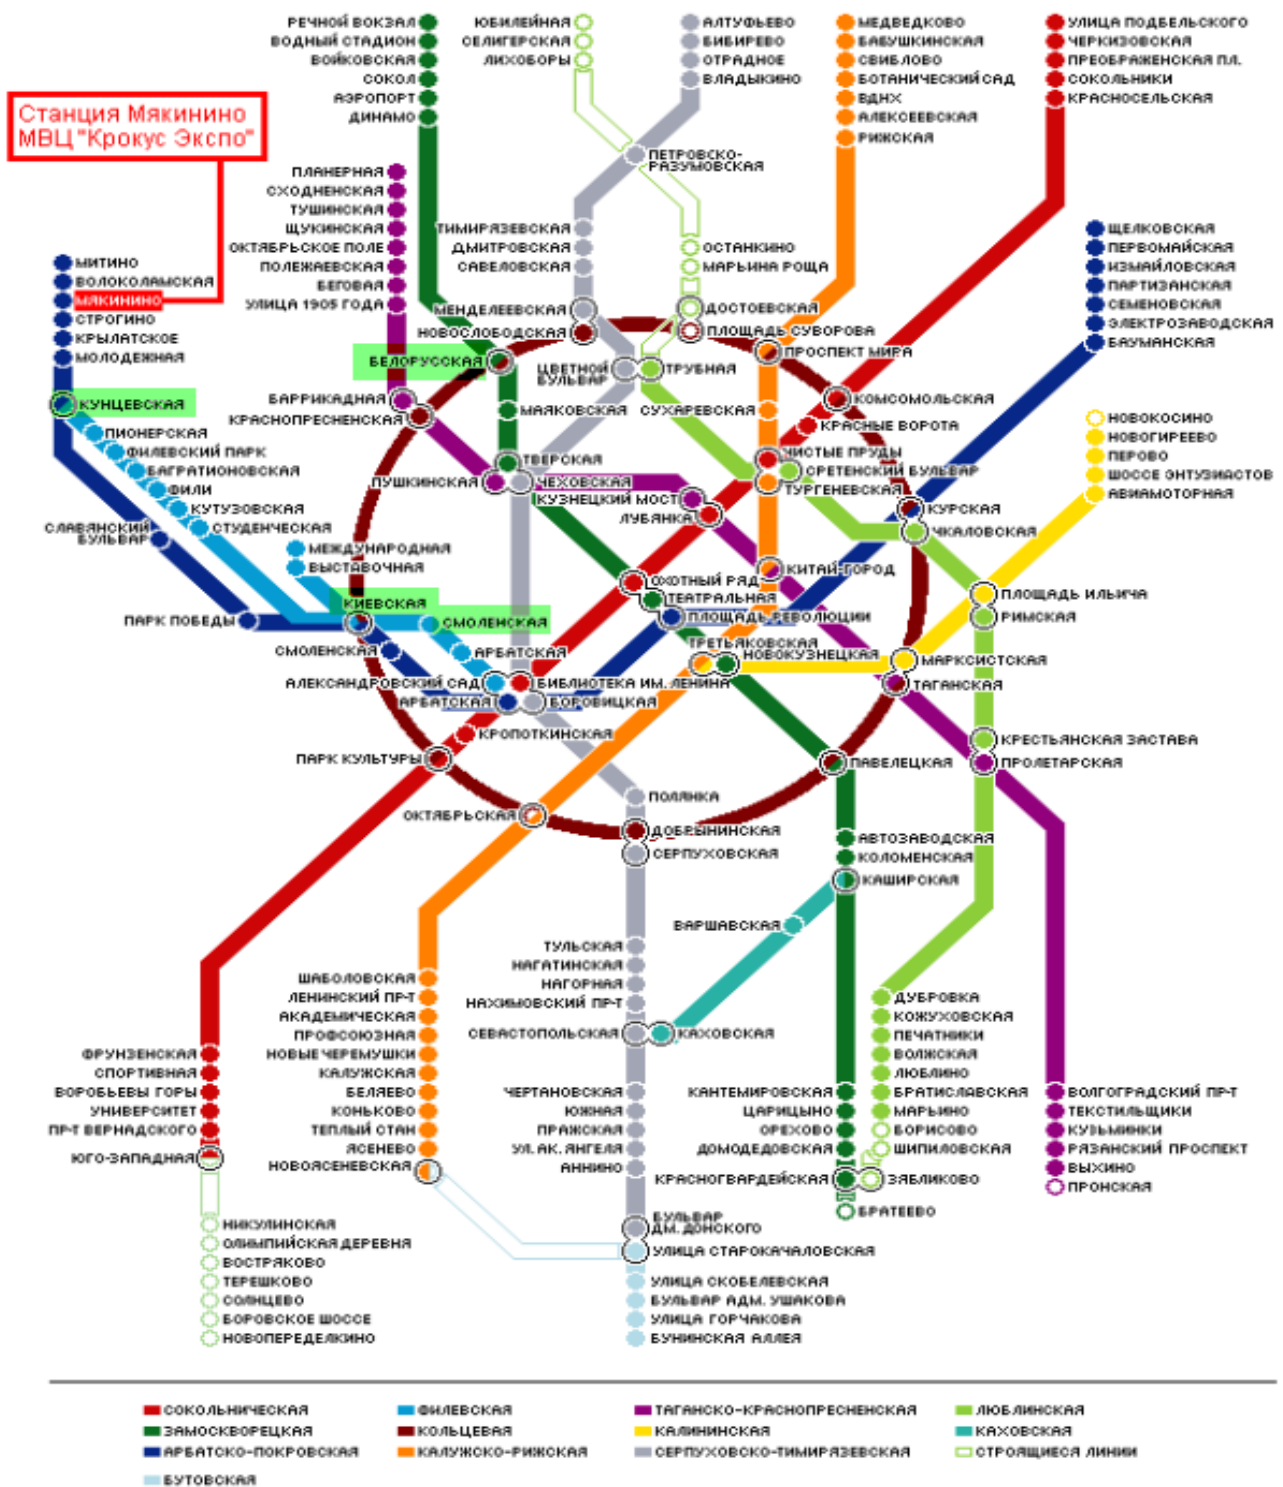 РЕЧНОЙ ВОКЗАЛ
ВОДНЫЙ СТАДИОН
ВОЙКОВСКАЯ
СОКОЛ
АЭРОПОРТ
ДИНАМО
ЮБИЛЕЙНАЯ
СЕЛИГЕРСКАЯ
ЛИХОБОРЫ
АЛТУФЬЕВО
БИБИРЕВО
ОТРАДНОЕ
ВЛАДЫКИНО
МЕДВЕДКОВО
БАБУШКИНСКАЯ
СВИБЛОВО
БОТАНИЧЕСКИЙ САД
ВДНХ
АЛЕКСЕЕВСКАЯ
РИЖСКАЯ
УЛИЦА ПОДБЕЛЬСКОГО
ЧЕРКИЗОВСКАЯ
ПРЕОБРАЖЕНСКАЯ ПЛ.
СОКОЛЬНИКИ
КРАСНОСЕЛЬСКАЯ
Станция Мякинино
МВЦ "Крокус Экспо"
ПЕТРОВСКО-
РАЗУМОВСКАЯ
ПЛАНЕРНАЯ
СХОДНЕНСКАЯ
ТУШИНСКАЯ
ЩУКИНСКАЯ
ОКТЯБРЬСКОЕ ПОЛЕ
ПОЛЕЖАЕВСКАЯ
БЕГОВАЯ
УЛИЦА 1905 ГОДА
ТИМИРЯЗЕВСКАЯ
ДМИТРОВСКАЯ
САВЕЛОВСКАЯ
ОСТАНКИНО
МАРЬИНА РОЩА
ЩЕЛКОВСКАЯ
ПЕРВОМАЙСКАЯ
ИЗМАЙЛОВСКАЯ
ПАРТИЗАНСКАЯ
СЕМЕНОВСКАЯ
ЭЛЕКТРОЗАВОДСКАЯ
БАУМАНСКАЯ
МИТИНО
ВОЛОКОЛАМСКАЯ
МЯКИНИНО
СТРОГИНО
КРЫЛАТСКОЕ
МОЛОДЕЖНАЯ
КУНЦЕВСКАЯ
МЕНДЕЛЕЕВСКАЯ
НОВОСЛОБОДСКАЯ
ДОСТОЕВСКАЯ
ПЛОЩАДЬ СУВОРОВА
БЕЛОРУССКАЯ
ЦВЕТНОЙ
БУЛЬВАР
ТРУБНАЯ
ПРОСПЕКТ МИРА
БАРРИКАДНАЯ
КРАСНОПРЕСНЕНСКАЯ
МАЯКОВСКАЯ
СУХАРЕВСКАЯ
КОМСОМОЛЬСКАЯ
КРАСНЫЕ ВОРОТА
НОВОКОСИНО
НОВОГИРЕЕВО
ПЕРОВО
ШОССЕ ЭНТУЗИАСТОВ
АВИАМОТОРНАЯ
ПИОНЕРСКАЯ
ФИЛЕВСКИЙ ПАРК
БАГРАТИОНОВСКАЯ
ФИЛИ
КУТУЗОВСКАЯ
СТУДЕНЧЕСКАЯ
СЛАВЯНСКИЙ
БУЛЬВАР
ТВЕРСКАЯ
ПУШКИНСКАЯ
ЧЕХОВСКАЯ
КУЗНЕЦКИЙ МОСТ
ЛУБЯНКА
ЧИСТЫЕ ПРУДЫ
СРЕТЕНСКИЙ БУЛЬВАР
ТУРГЕНЕВСКАЯ
КУРСКАЯ
ЧКАЛОВСКАЯ
МЕЖДУНАРОДНАЯ
ВЫСТАВОЧНАЯ
КИЕВСКАЯ
СМОЛЕНСКАЯ
ПАРК ПОБЕДЫ
СМОЛЕНСКАЯ
АРБАТСКАЯ
ОХОТНЫЙ РЯД
ТЕАТРАЛЬНАЯ
ПЛОЩАДЬ РЕВОЛЮЦИИ
КИТАЙ-ГОРОД
ПЛОЩАДЬ ИЛЬИЧА
РИМСКАЯ
ТРЕТЬЯКОВСКАЯ
НОВОКУЗНЕЦКАЯ
МАРКСИСТСКАЯ
ТАГАНСКАЯ
АЛЕКСАНДРОВСКИЙ САД
БИБЛИОТЕКА ИМ. ЛЕНИНА
АРБАТСКАЯ
БОРОВИЦКАЯ
КРОПОТКИНСКАЯ
ПАРК КУЛЬТУРЫ
КРЕСТЬЯНСКАЯ ЗАСТАВА
ПРОЛЕТАРСКАЯ
ПАВЕЛЕЦКАЯ
ПОЛЯНКА
ОКТЯБРЬСКАЯ
ДОБРЫНИНСКАЯ
СЕРПУХОВСКАЯ
АВТОЗАВОДСКАЯ
КОЛОМЕНСКАЯ
КАШИРСКАЯ
ВАРШАВСКАЯ
ТУЛЬСКАЯ
НАГАТИНСКАЯ
НАГОРНАЯ
НАХИМОВСКИЙ ПР-Т
СЕВАСТОПОЛЬСКАЯ
КАХОВСКАЯ
ШАБОЛОВСКАЯ
ЛЕНИНСКИЙ ПР-Т
АКАДЕМИЧЕСКАЯ
ПРОФСОЮЗНАЯ
НОВЫЕ ЧЕРЕМУШКИ
КАЛУЖСКАЯ
БЕЛЯЕВО
КОНЬКОВО
ТЕПЛЫЙ СТАН
ЯСЕНЕВО
НОВОЯСЕНЕВСКАЯ
ФРУНЗЕНСКАЯ
СПОРТИВНАЯ
ВОРОБЬЕВЫ ГОРЫ
УНИВЕРСИТЕТ
ПР-Т ВЕРНАДСКОГО
ЮГО-ЗАПАДНАЯ
ЧЕРТАНОВСКАЯ
ЮЖНАЯ
ПРАЖСКАЯ
УЛ. АК. ЯНГЕЛЯ
АННИНО
КАНТЕМИРОВСКАЯ
ЦАРИЦЫНО
ОРЕХОВО
ДОМОДЕДОВСКАЯ
КРАСНОГВАРДЕЙСКАЯ
БРАТЕЕВО
ДУБРОВКА
КОЖУХОВСКАЯ
ПЕЧАТНИКИ
ВОЛЖСКАЯ
ЛЮБЛИНО
БРАТИСЛАВСКАЯ
МАРЬИНО
БОРИСОВО
ШИПИЛОВСКАЯ
ЗЯБЛИКОВО
ВОЛГОГРАДСКИЙ ПР-Т
ТЕКСТИЛЬЩИКИ
КУЗЬМИНКИ
РЯЗАНСКИЙ ПРОСПЕКТ
ВЫХИНО
ПРОНСКАЯ
НИКУЛИНСКАЯ
ОЛИМПИЙСКАЯ ДЕРЕВНЯ
ВОСТРЯКОВО
ТЕРЕШКОВО
СОЛНЦЕВО
БОРОВСКОЕ ШОССЕ
НОВОПЕРЕДЕЛКИНО
БУЛЬВАР
ДМ. ДОНСКОГО
УЛИЦА СТАРОКАЧАЛОВСКАЯ
УЛИЦА СКОБЕЛЕВСКАЯ
БУЛЬВАР АДМ. УШАКОВА
УЛИЦА ГОРЧАКОВА
БУНИНСКАЯ АЛЛЕЯ
СОКОЛЬНИЧЕСКАЯ
ФИЛЕВСКАЯ
ТАГАНСКО-КРАСНОПРЕСНЕНСКАЯ
ЛЮБЛИНСКАЯ
ЗАМОСКВОРЕЦКАЯ
КОЛЬЦЕВАЯ
КАЛИНИНСКАЯ
КАХОВСКАЯ
АРБАТСКО-ПОКРОВСКАЯ
КАЛУЖСКО-РИЖСКАЯ
СЕРПУХОВСКО-ТИМИРЯЗЕВСКАЯ
СТРОЯЩИЕСЯ ЛИНИИ
БУТОВСКАЯ